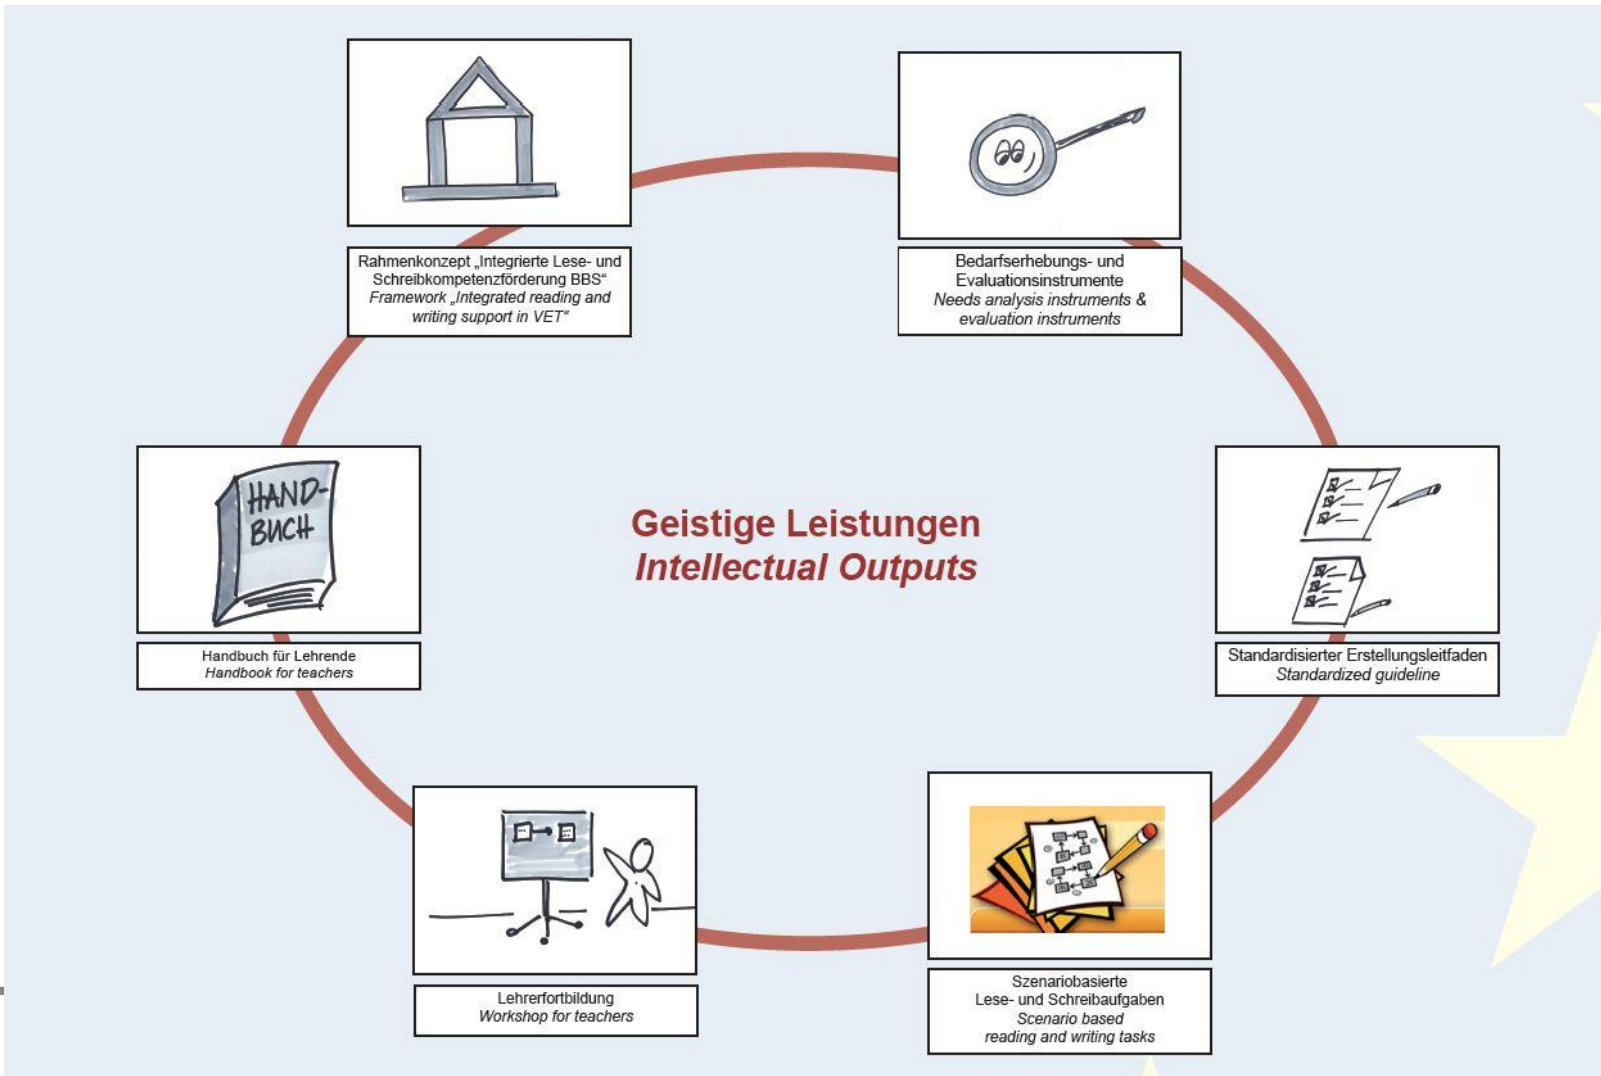 Rahmenkonzept „Integrierte Lese- und
Schreibkompetenzförderung BBS“
Framework „Integrated reading and
writing support in VET“
Bedarfserhebungs- und
Evaluationsinstrumente
Needs analysis instruments &
evaluation instruments
HAND-
BUCH
Handbuch für Lehrende
Handbook for teachers
Geistige Leistungen
Intellectual Outputs
Standardisierter Erstellungsleitfaden
Standardized guideline
Lehrerfortbildung
Workshop for teachers
Szenariobasierte
Lese- und Schreibaufgaben
Scenario based
reading and writing tasks